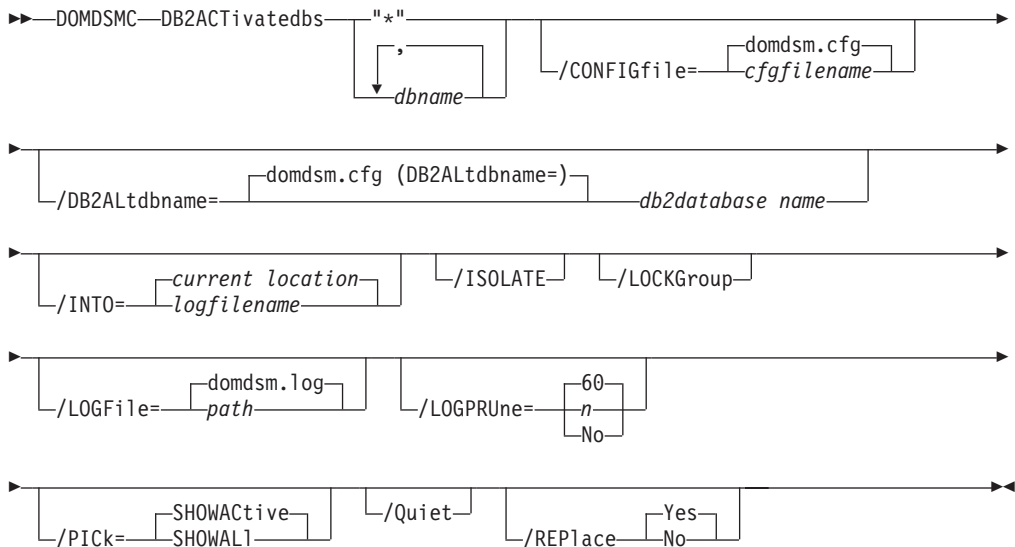 DOMDSMC DB2ACTivatedbs "*"
,
dbname
/CONFIGfile= domdsm.cfg
cfgfilename
/DB2ALtdbname= domdsm.cfg (DB2ALtdbname=)
db2database name
/INTO= current location
logfilename
/ISOLATE
/LOCKGroup
/LOGFile= domdsm.log
path
/LOGPRUne= 60
n
No
/PICk= SHOWACtive
SHOWALl
/Quiet
/REPlace Yes
No